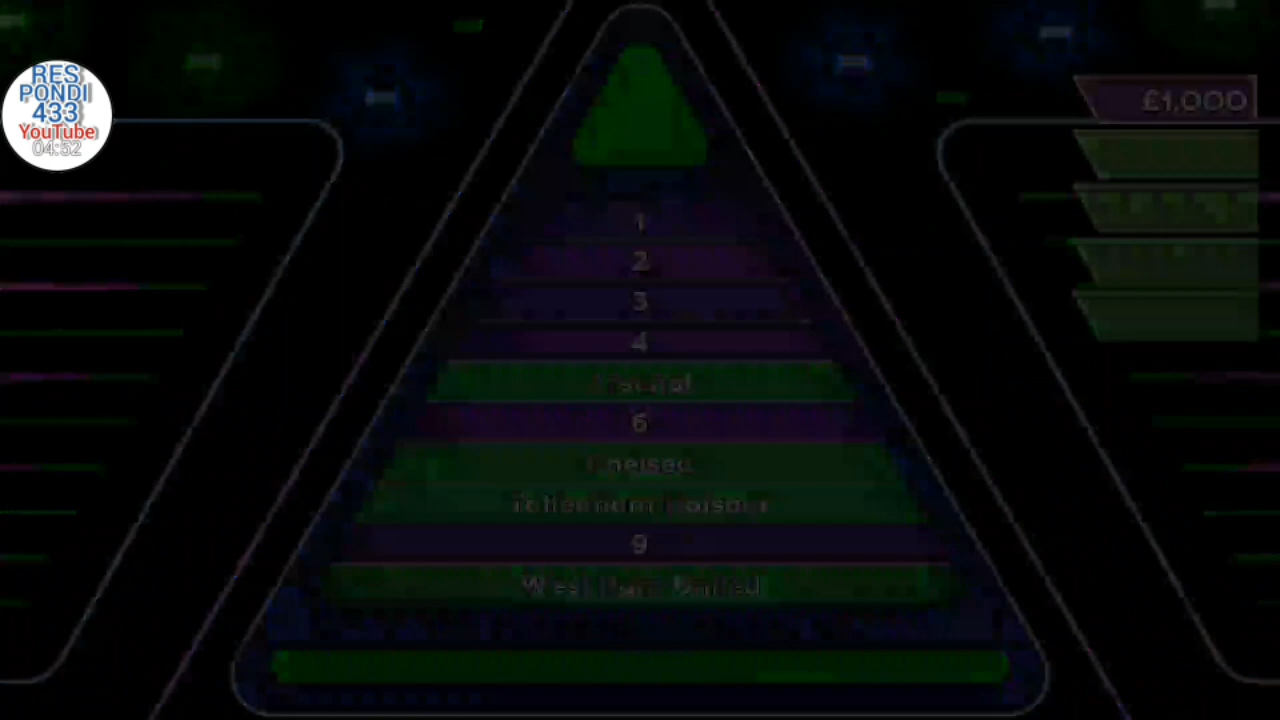 RES
PONDI
433
YouTube
04:52
£1,000
1
2
3
4
Arsenal
6
Chelsea
Tottenham Hotspur
9
West Ham United